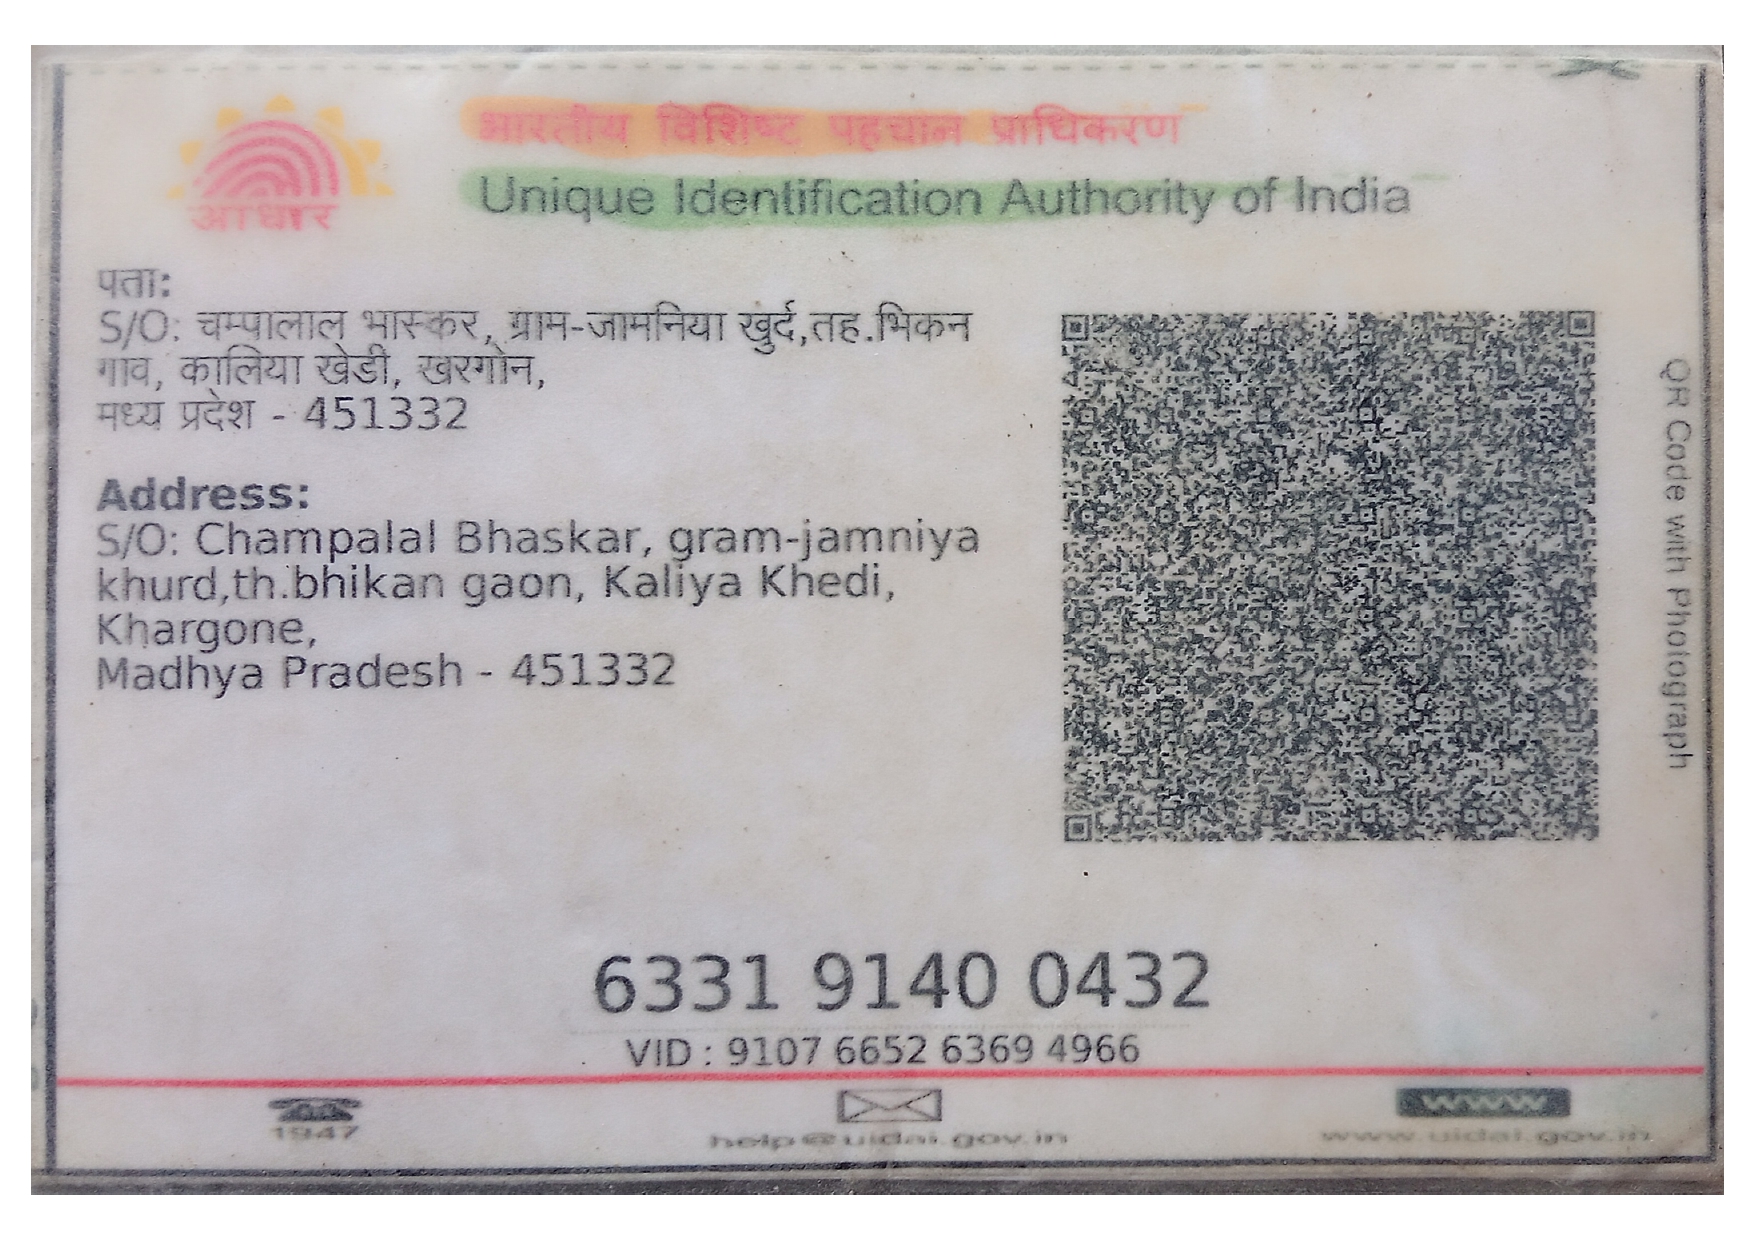 भारतीय विशिष्ट पहचान प्राधिकरण
Unique Identification Authority of India
आधार
पता:
S/O: चम्पालाल भास्कर, ग्राम-जामनिया खुर्द,तह.भिकन
गाव, कालिया खेडी, खरगोन,
मध्य प्रदेश - 451332
Address:
S/O: Champalal Bhaskar, gram-jamniya
khurd,th.bhikan gaon, Kaliya Khedi,
Khargone,
Madhya Pradesh - 451332
QR Code with Photograph
6331 9140 0432
VID : 9107 6652 6369 4966
1947
help@uidai.gov.in
www
www.uidai.gov.in